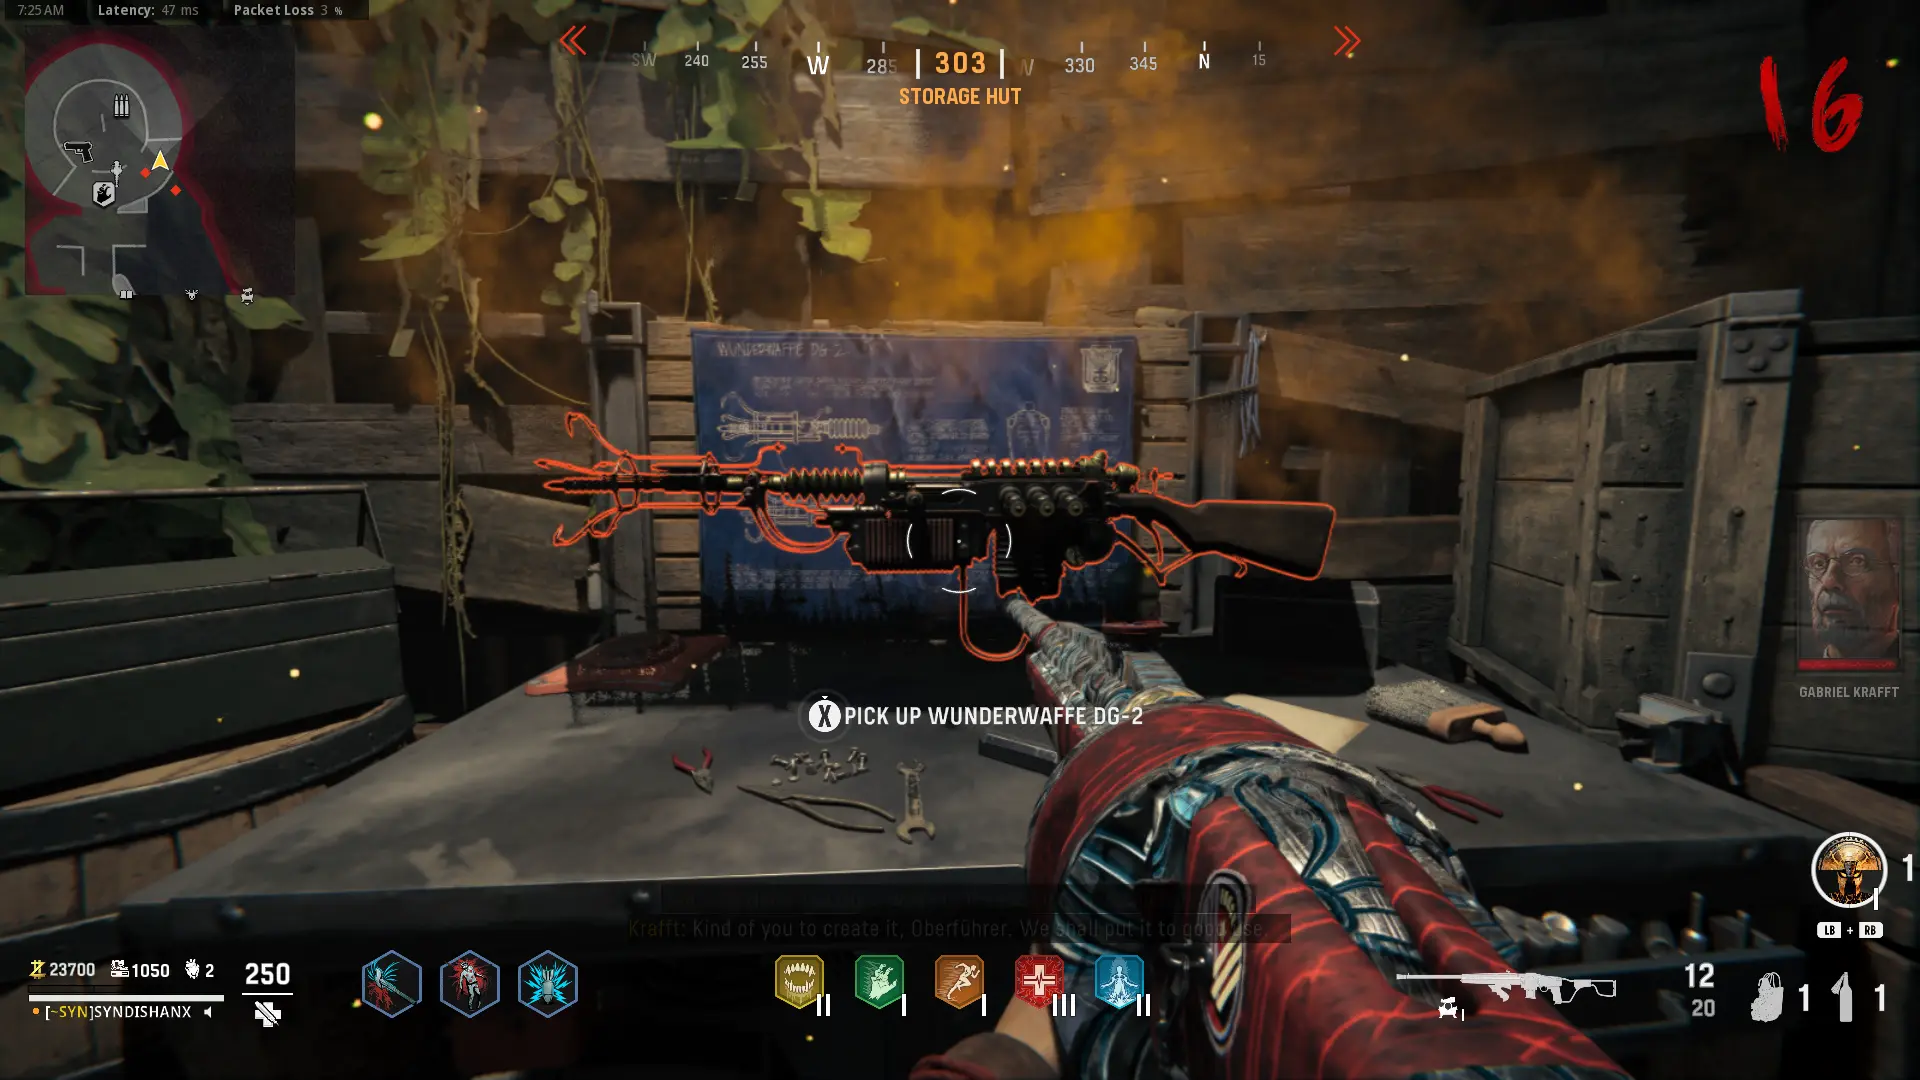 7:25 AM Latency: 47 ms Packet Loss 3 %
SW 240 255 W 285 303 W 330 345 N 15
STORAGE HUT
16
WUNDERWAFFE DG-2
X PICK UP WUNDERWAFFE DG-2
GABRIEL KRAFFT
Krafft: Kind of you to create it, Oberführer. We shall put it to good use.
1
LB + RB
23700 1050 2 250
[~SYN]SYNDISHANX
II I I III II
I
12
20
1 1